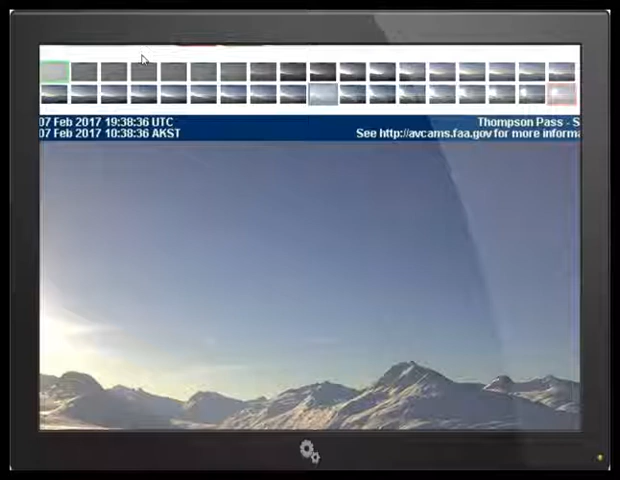 07 Feb 2017 19:38:36 UTC Thompson Pass - S
07 Feb 2017 10:38:36 AKST See http://avcams.faa.gov for more informa